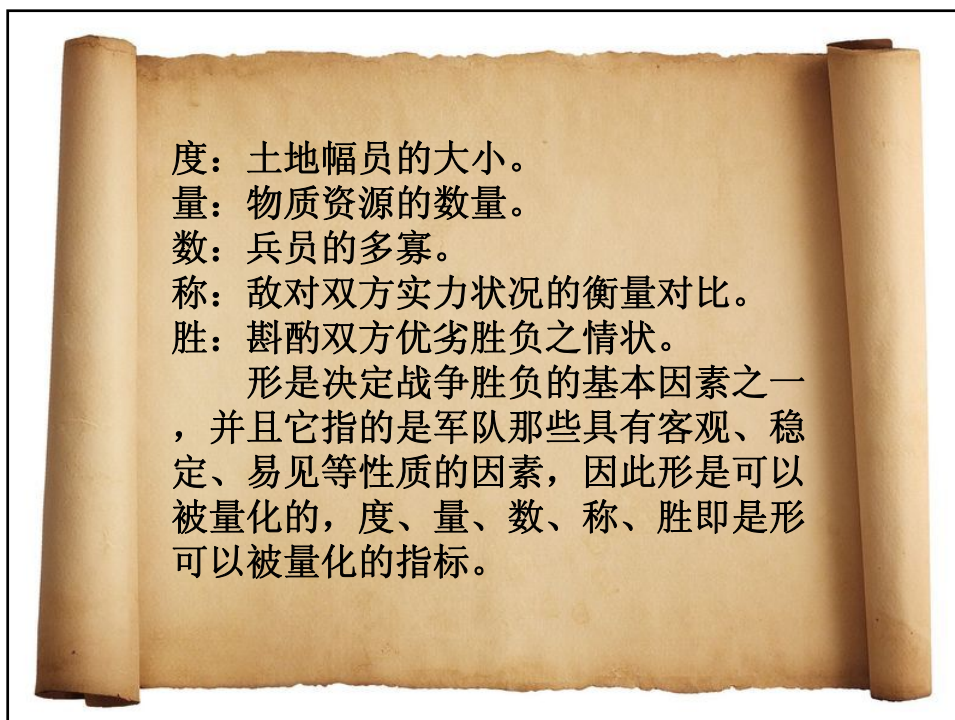 度：土地幅员的大小。
量：物质资源的数量。
数：兵员的多寡。
称：敌对双方实力状况的衡量对比。
胜：斟酌双方优劣胜负之情状。
形是决定战争胜负的基本因素之一
，并且它指的是军队那些具有客观、稳
定、易见等性质的因素，因此形是可以
被量化的，度、量、数、称、胜即是形
可以被量化的指标。